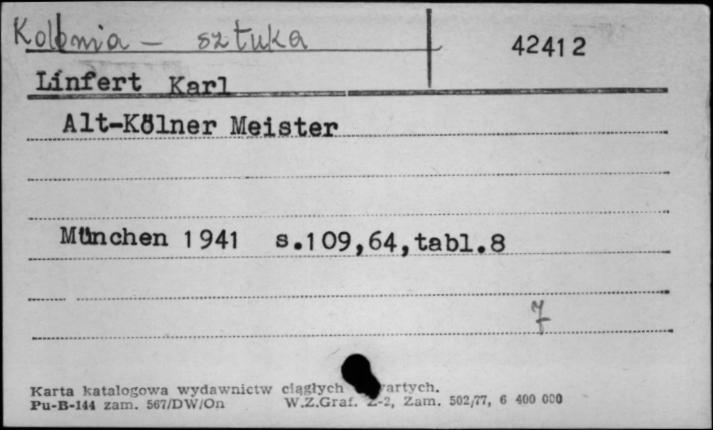 Kolonia – sztuka 42412
Linfert Karl
Alt-Kölner Meister
München 1941 s.109,64,tabl.8
7
Karta katalogowa wydawnictw ciągłych
Pu-B-144 zam. 567/DW/On W.Z.Graf. Z-2, Zam. 502/77, 6 400 000